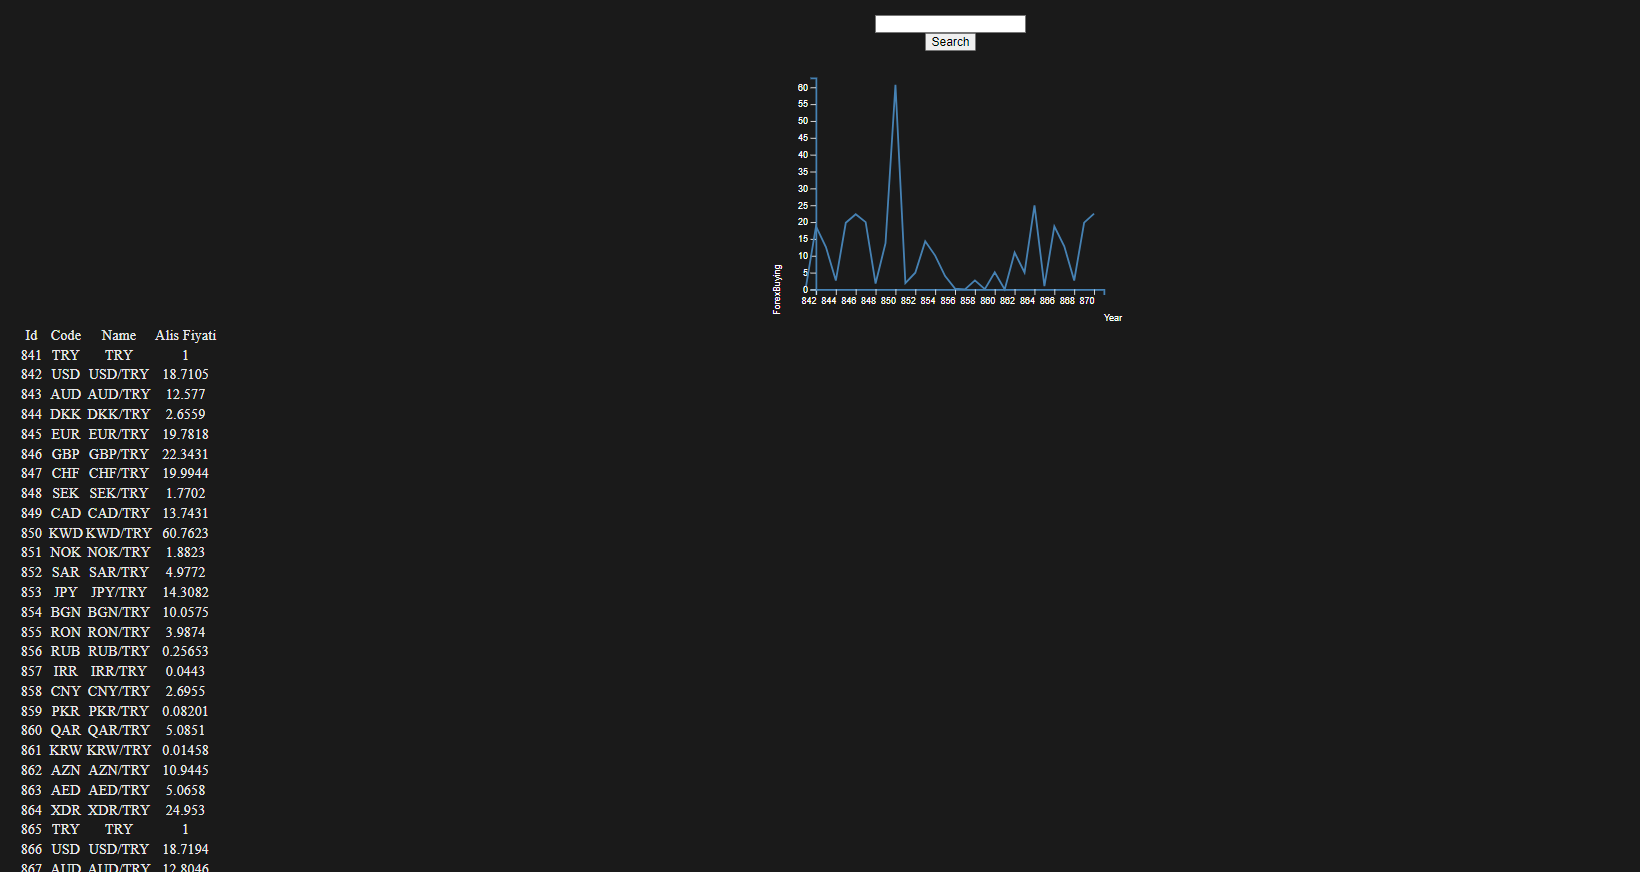 Search
60
55
50
45
40
35
30
25
20
15
10
5
0
ForexBuying
842 844 846 848 850 852 854 856 858 860 862 864 866 868 870
Year
Id Code Name Alis Fiyati
841 TRY TRY 1
842 USD USD/TRY 18.7105
843 AUD AUD/TRY 12.577
844 DKK DKK/TRY 2.6559
845 EUR EUR/TRY 19.7818
846 GBP GBP/TRY 22.3431
847 CHF CHF/TRY 19.9944
848 SEK SEK/TRY 1.7702
849 CAD CAD/TRY 13.7431
850 KWD KWD/TRY 60.7623
851 NOK NOK/TRY 1.8823
852 SAR SAR/TRY 4.9772
853 JPY JPY/TRY 14.3082
854 BGN BGN/TRY 10.0575
855 RON RON/TRY 3.9874
856 RUB RUB/TRY 0.25653
857 IRR IRR/TRY 0.0443
858 CNY CNY/TRY 2.6955
859 PKR PKR/TRY 0.08201
860 QAR QAR/TRY 5.0851
861 KRW KRW/TRY 0.01458
862 AZN AZN/TRY 10.9445
863 AED AED/TRY 5.0658
864 XDR XDR/TRY 24.953
865 TRY TRY 1
866 USD USD/TRY 18.7194
867 AUD AUD/TRY 12.8046